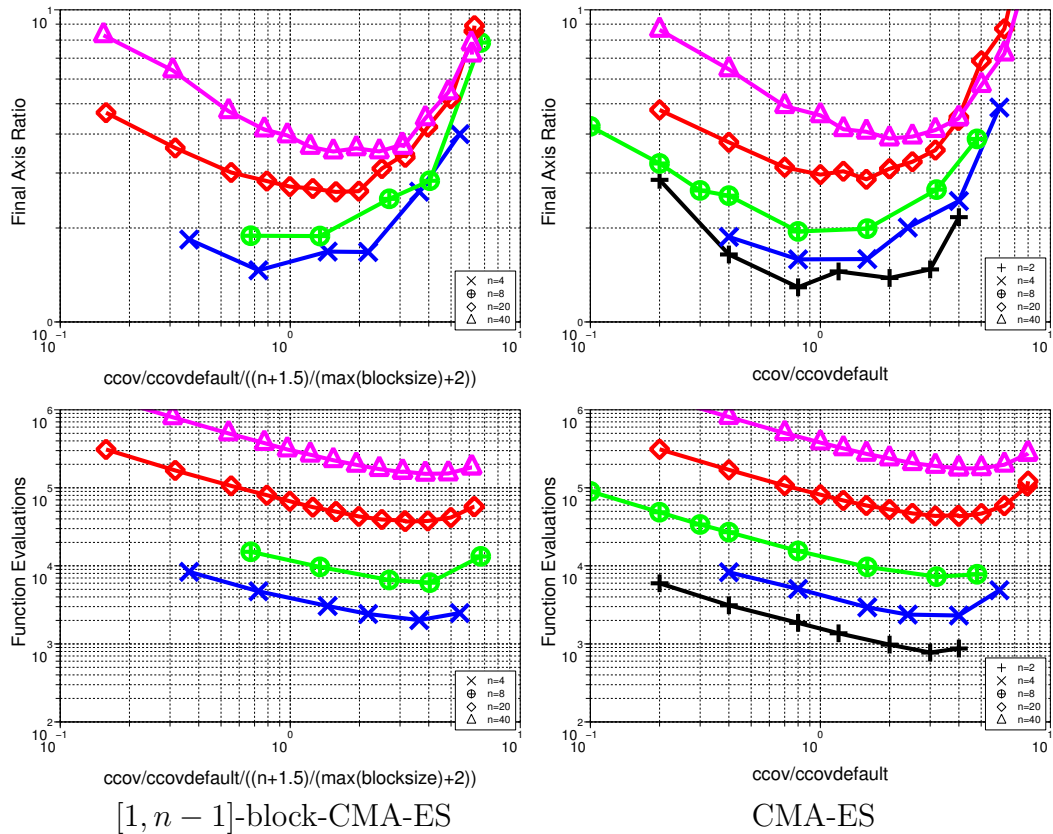 10^1
Final Axis Ratio
10^0
10^-1
10^0
10^1
ccov/ccovdefault/((n+1.5)/(max(blocksize)+2))
n=4
n=8
n=20
n=40
10^1
Final Axis Ratio
10^0
10^-1
10^0
10^1
ccov/ccovdefault
n=2
n=4
n=8
n=20
n=40
10^6
10^5
10^4
10^3
10^2
Function Evaluations
10^-1
10^0
10^1
ccov/ccovdefault/((n+1.5)/(max(blocksize)+2))
n=4
n=8
n=20
n=40
10^6
10^5
10^4
10^3
10^2
Function Evaluations
10^-1
10^0
10^1
ccov/ccovdefault
n=2
n=4
n=8
n=20
n=40
[1, n − 1]-block-CMA-ES
CMA-ES